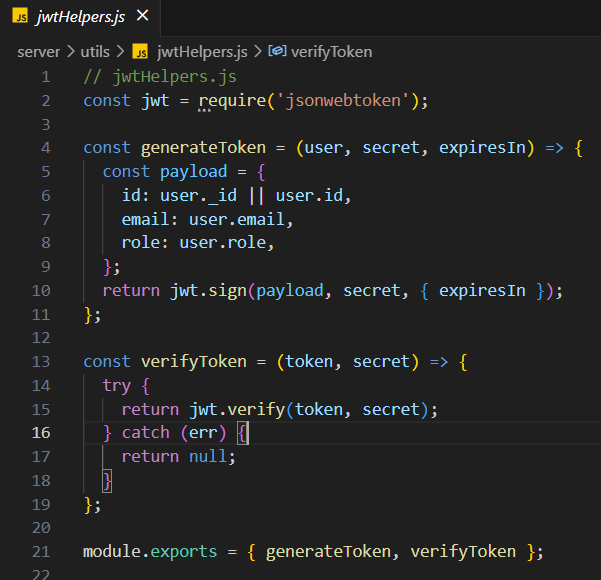 JS jwtHelpers.js ×
server > utils > JS jwtHelpers.js > verifyToken
1 // jwtHelpers.js
2 const jwt = require('jsonwebtoken');
3
4 const generateToken = (user, secret, expiresIn) => {
5   const payload = {
6     id: user._id || user.id,
7     email: user.email,
8     role: user.role,
9   };
10   return jwt.sign(payload, secret, { expiresIn });
11 };
12
13 const verifyToken = (token, secret) => {
14   try {
15     return jwt.verify(token, secret);
16   } catch (err) {
17     return null;
18   }
19 };
20
21 module.exports = { generateToken, verifyToken };
22